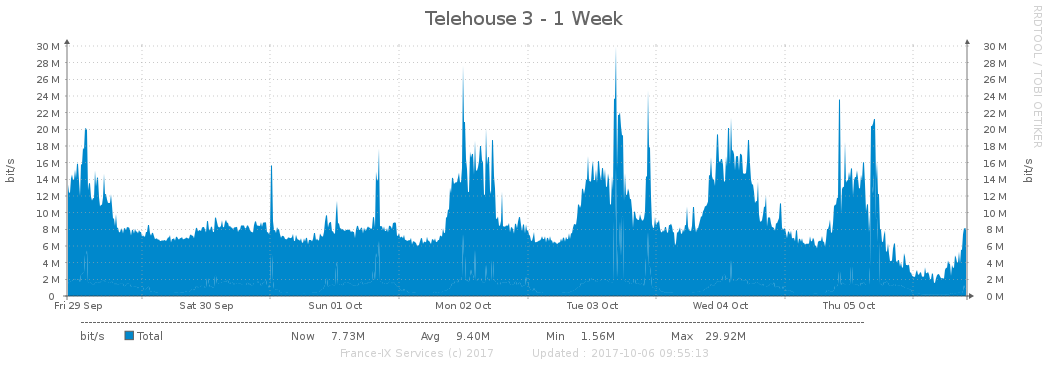 Telehouse 3 - 1 Week
RRDTOOL / TOBI OETIKER
bit/s
30 M 30 M
28 M 28 M
26 M 26 M
24 M 24 M
22 M 22 M
20 M 20 M
18 M 18 M
16 M 16 M
14 M 14 M
12 M 12 M
10 M 10 M
8 M 8 M
6 M 6 M
4 M 4 M
2 M 2 M
0 0 M
bit/s
Fri 29 Sep Sat 30 Sep Sun 01 Oct Mon 02 Oct Tue 03 Oct Wed 04 Oct Thu 05 Oct
bit/s Total Now 7.73M Avg 9.40M Min 1.56M Max 29.92M
France-IX Services (c) 2017 Updated : 2017-10-06 09:55:13